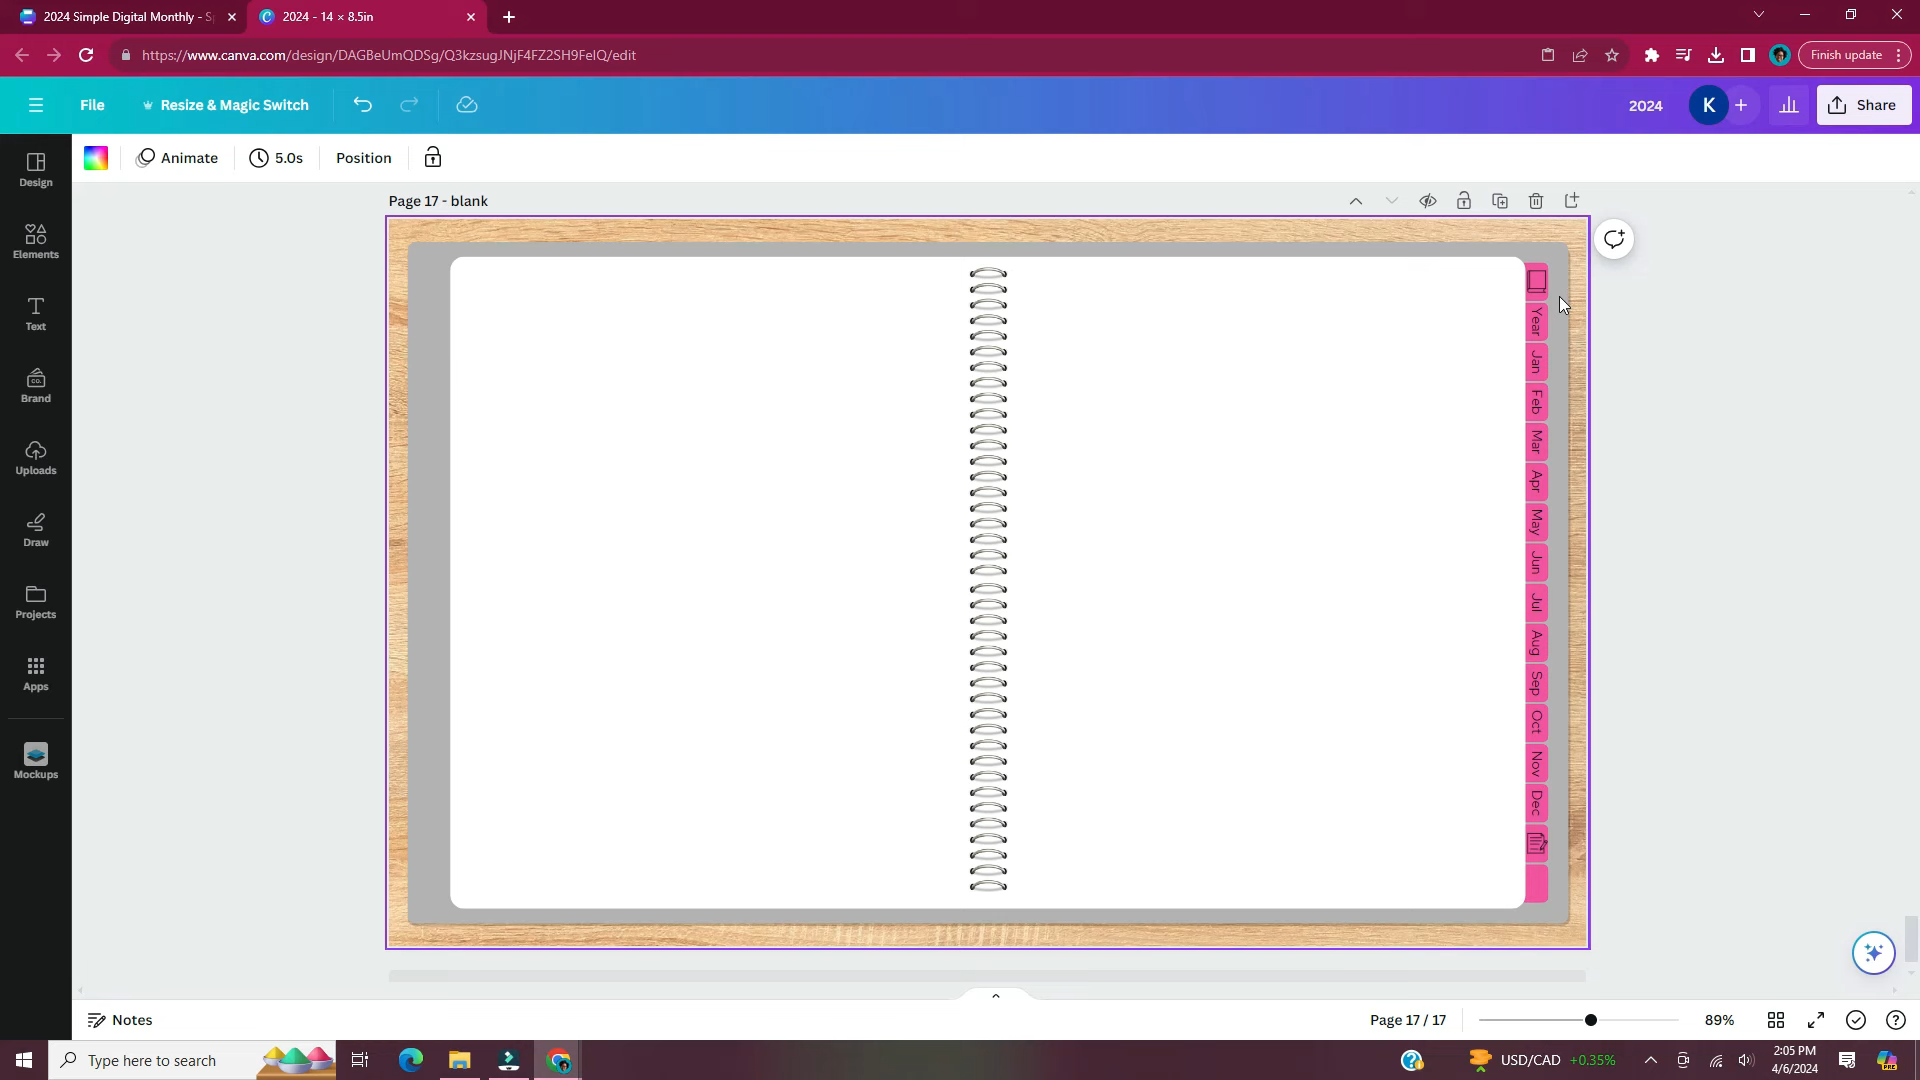 2024 Simple Digital Monthly - S
2024 - 14 × 8.5in
https://www.canva.com/design/DAGBeUmQDSg/Q3kzsugJNjF4FZ2SH9FeIQ/edit
Finish update
File
Resize & Magic Switch
2024
K
Share
Design
Elements
Text
CO.
Brand
Uploads
Draw
Projects
Apps
Mockups
Animate
5.0s
Position
Page 17 - blank
Year
Jan
Feb
Mar
Apr
May
Jun
Jul
Aug
Sep
Oct
Nov
Dec
Notes
Page 17 / 17
89%
Type here to search
USD/CAD +0.35%
2:05 PM
4/6/2024
PRE